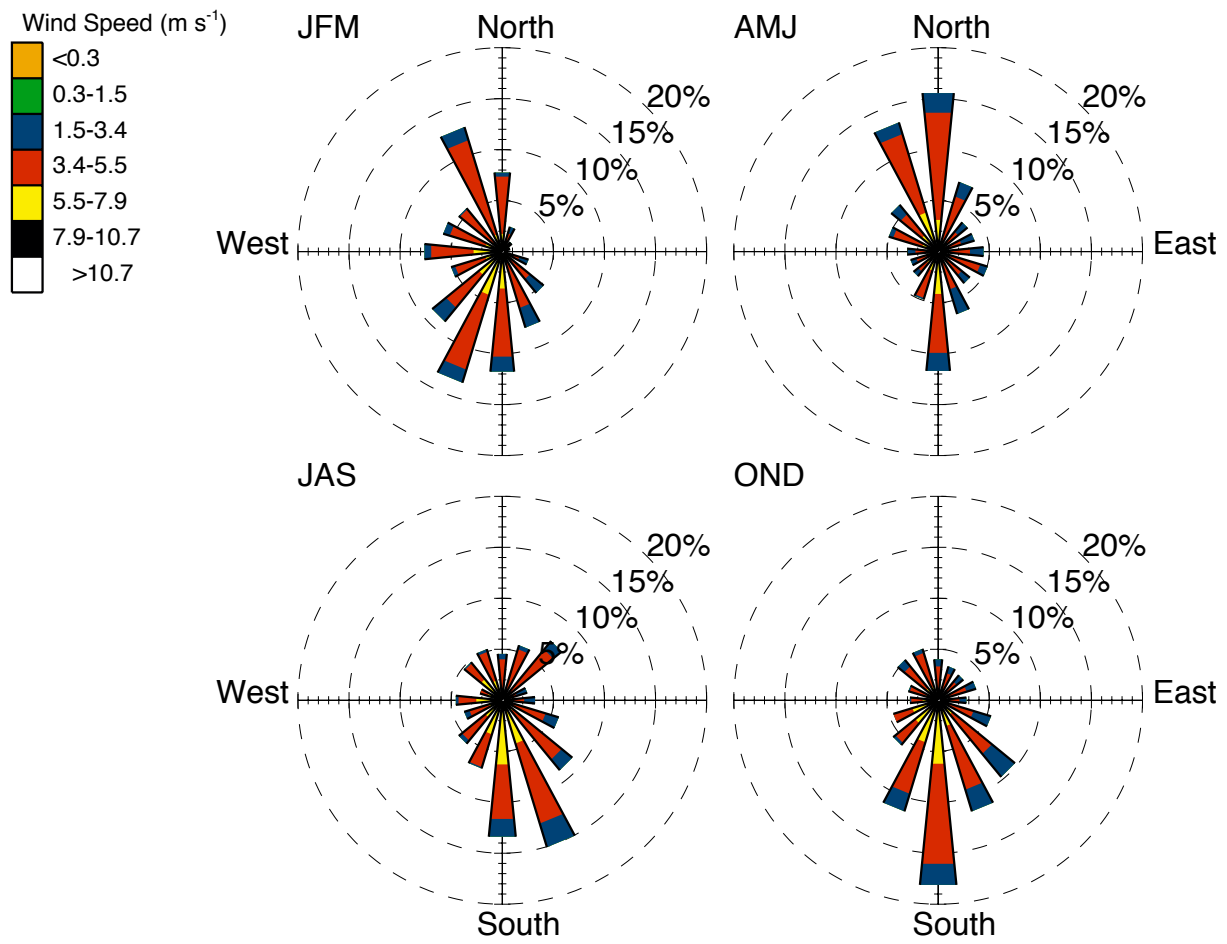 Wind Speed (m s⁻¹)
<0.3
0.3-1.5
1.5-3.4
3.4-5.5
5.5-7.9
7.9-10.7
>10.7
JFM
North
20%
15%
10%
5%
West
AMJ
North
20%
15%
10%
5%
East
JAS
20%
15%
10%
5%
West
South
OND
20%
15%
10%
5%
East
South